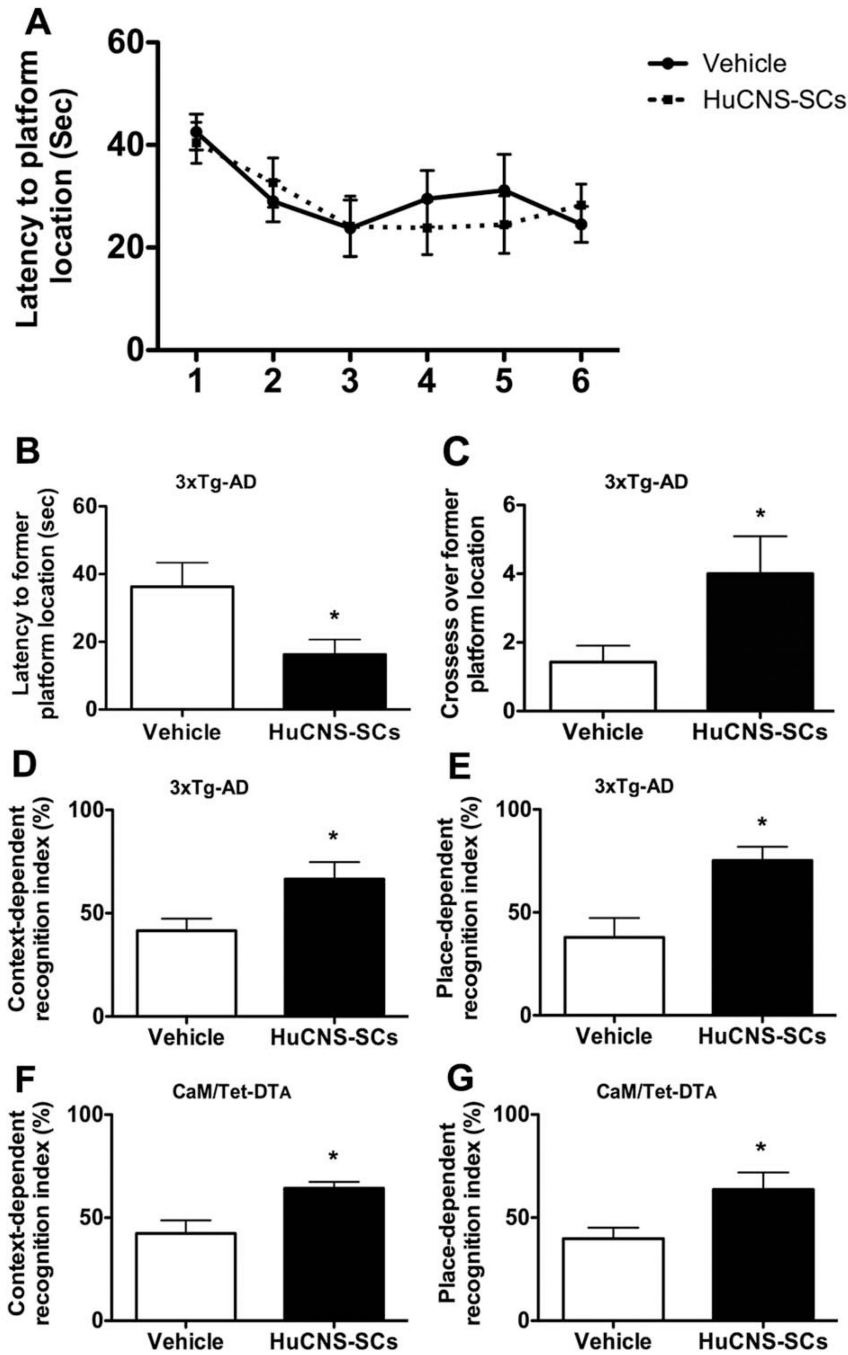 A
Latency to platform
location (Sec)
60
40
20
0
1 2 3 4 5 6
Vehicle
HuCNS-SCs
B
3xTg-AD
Latency to former
platform location (sec)
60
40
20
0
Vehicle HuCNS-SCs
*
C
3xTg-AD
Crossess over former
platform location
6
4
2
0
Vehicle HuCNS-SCs
*
D
3xTg-AD
Context-dependent
recognition index (%)
100
50
0
Vehicle HuCNS-SCs
*
E
3xTg-AD
Place-dependent
recognition index (%)
100
50
0
Vehicle HuCNS-SCs
*
F
CaM/Tet-DTA
Context-dependent
recognition index (%)
100
50
0
Vehicle HuCNS-SCs
*
G
CaM/Tet-DTA
Place-dependent
recognition index (%)
100
50
0
Vehicle HuCNS-SCs
*